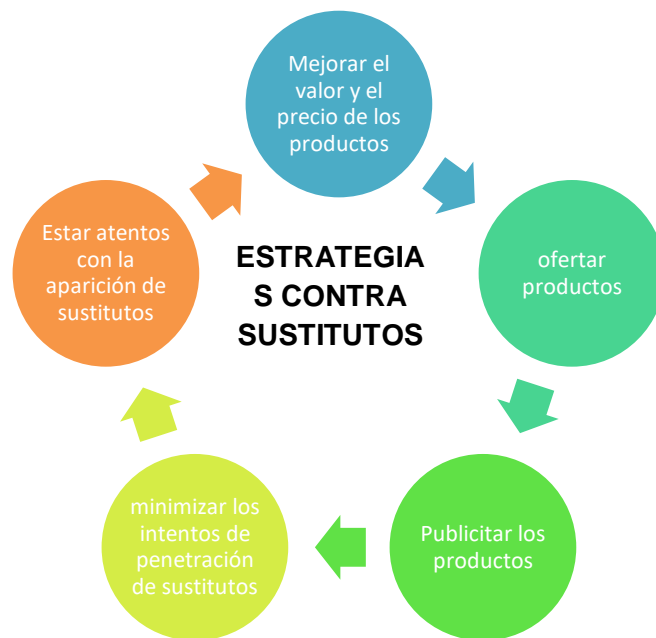 Mejorar el
valor y el
precio de los
productos
ofertar
productos
Publicitar los
productos
minimizar los
intentos de
penetración
de sustitutos
Estar atentos
con la
aparición de
sustitutos
ESTRATEGIA
S CONTRA
SUSTITUTOS